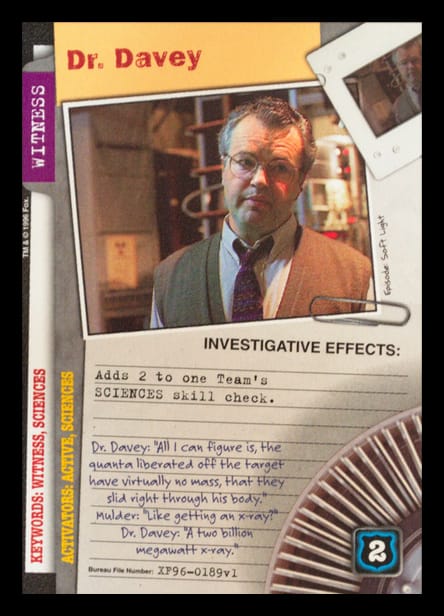 Dr. Davey
WITNESS
TM & © 1996 Fox.
Episode: Soft Light
INVESTIGATIVE EFFECTS:
Adds 2 to one Team's
SCIENCES skill check.
KEYWORDS: WITNESS, SCIENCES
ACTIVATORS: ACTIVE, SCIENCES
Dr. Davey: "All I can figure is, the
quanta liberated off the target
have virtually no mass, that they
slid right through his body."
Mulder: "Like getting an x-ray?"
Dr. Davey: "A two billion
megawatt x-ray."
Bureau File Number: XF96-0189v1
2